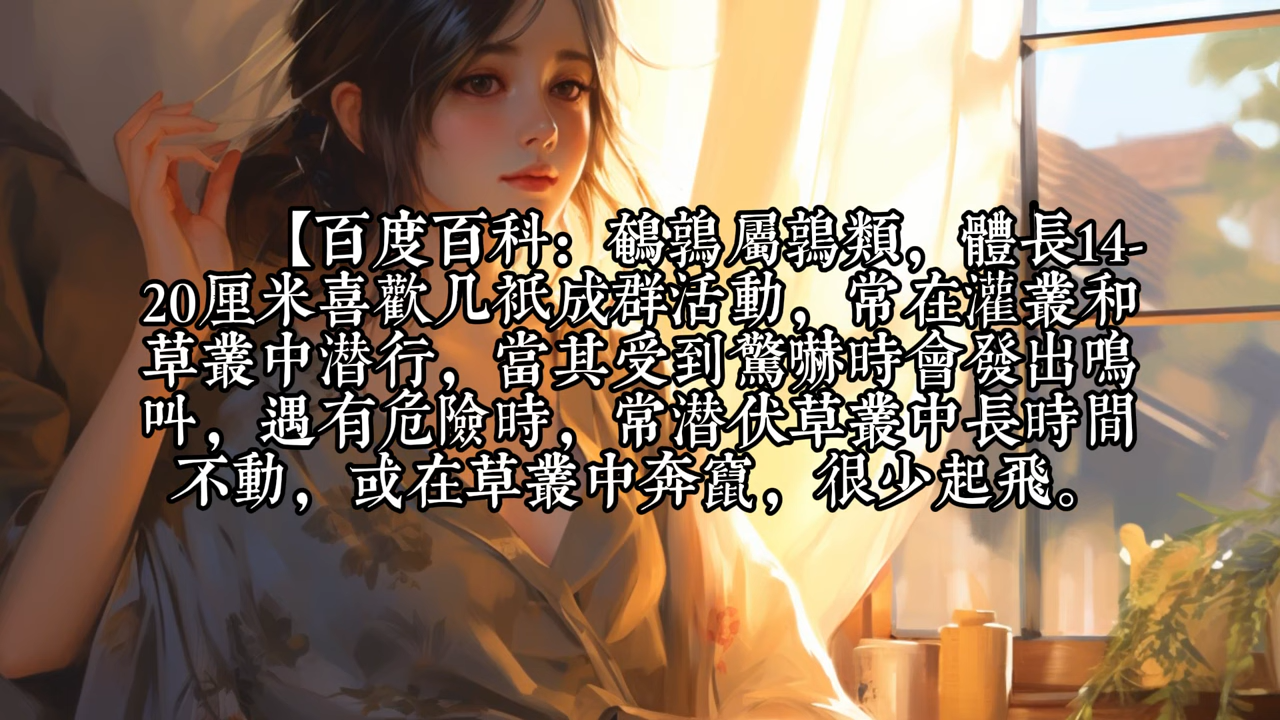 【百度百科：鵪鶉屬鶉類，體長14-
20厘米喜歡几衹成群活動，常在灌叢和
草叢中潛行，當其受到驚嚇時會發出鳴
叫，遇有危險時，常潛伏草叢中長時間
不動，或在草叢中奔竄，很少起飛。